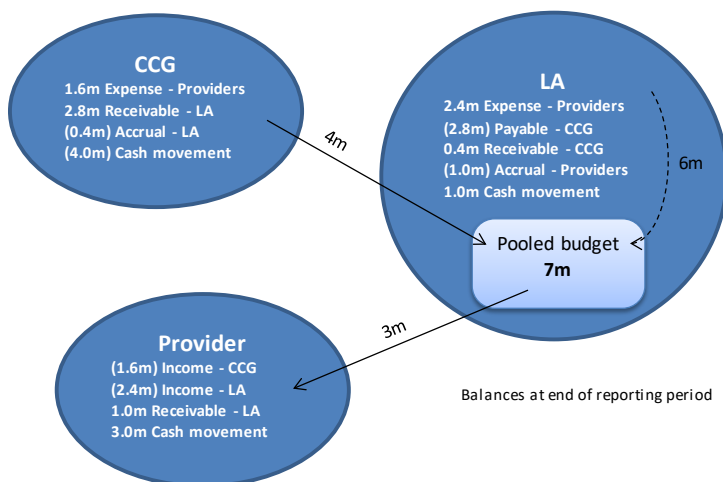 CCG
1.6m Expense - Providers
2.8m Receivable - LA
(0.4m) Accrual - LA
(4.0m) Cash movement
4m
LA
2.4m Expense - Providers
(2.8m) Payable - CCG
0.4m Receivable - CCG
(1.0m) Accrual - Providers
1.0m Cash movement
6m
Pooled budget
7m
3m
Provider
(1.6m) Income - CCG
(2.4m) Income - LA
1.0m Receivable - LA
3.0m Cash movement
Balances at end of reporting period